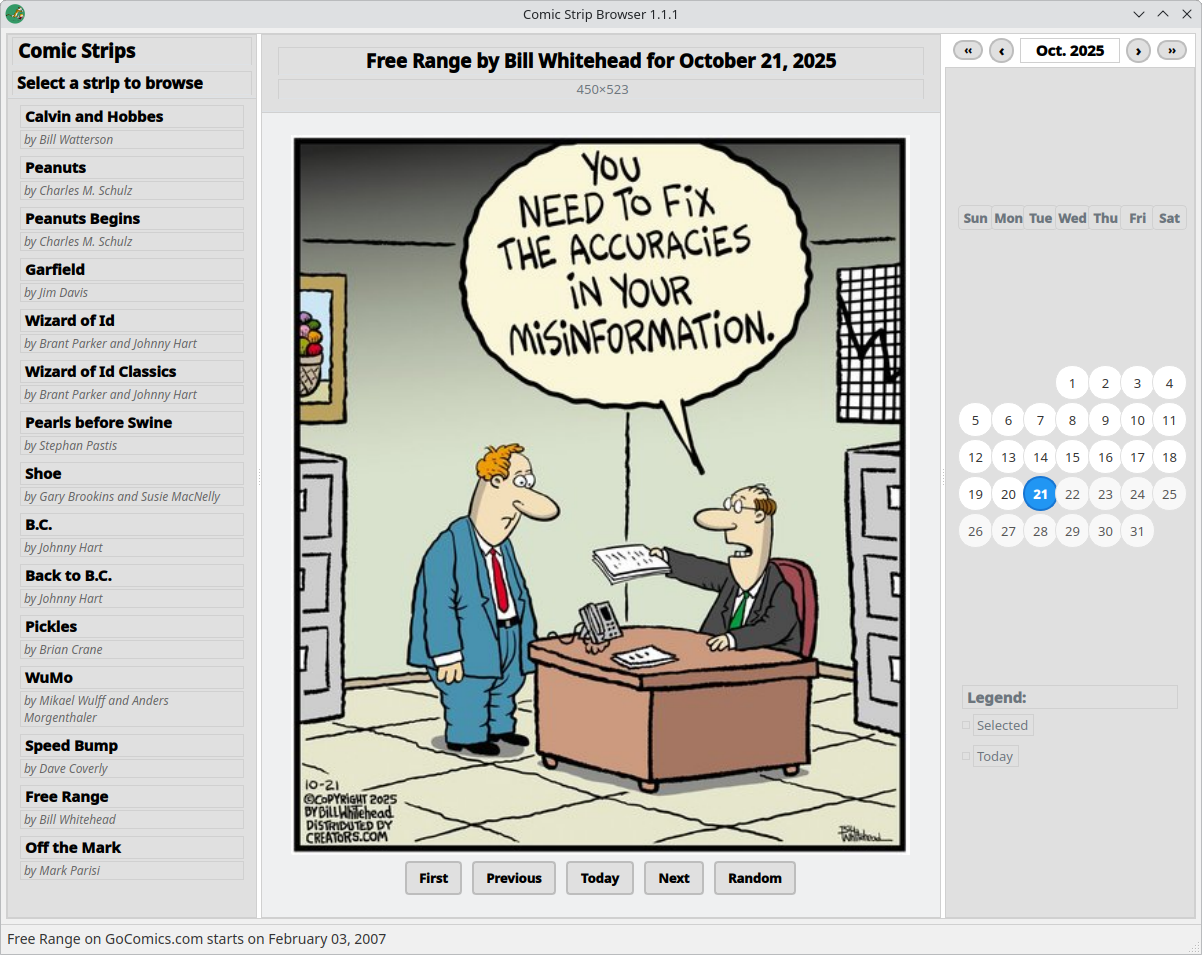 Comic Strip Browser 1.1.1
Comic Strips
Select a strip to browse
Calvin and Hobbes
by Bill Watterson
Peanuts
by Charles M. Schulz
Peanuts Begins
by Charles M. Schulz
Garfield
by Jim Davis
Wizard of Id
by Brant Parker and Johnny Hart
Wizard of Id Classics
by Brant Parker and Johnny Hart
Pearls before Swine
by Stephan Pastis
Shoe
by Gary Brookins and Susie MacNelly
B.C.
by Johnny Hart
Back to B.C.
by Johnny Hart
Pickles
by Brian Crane
WuMo
by Mikael Wulff and Anders
Morgenthaler
Speed Bump
by Dave Coverly
Free Range
by Bill Whitehead
Off the Mark
by Mark Parisi
Free Range by Bill Whitehead for October 21, 2025
450×523
YOU
NEED TO FiX
THE ACCURACiES
iN YOUR
MiSiNFORMATiON.
10-21
©COPYRIGHT 2025
BY Bill Whitehead
DISTRIBUTED BY
CREATORS.COM
Bill Whitehead
First Previous Today Next Random
« ‹ Oct. 2025 › »
Sun Mon Tue Wed Thu Fri Sat
1 2 3 4
5 6 7 8 9 10 11
12 13 14 15 16 17 18
19 20 21 22 23 24 25
26 27 28 29 30 31
Legend:
Selected
Today
Free Range on GoComics.com starts on February 03, 2007